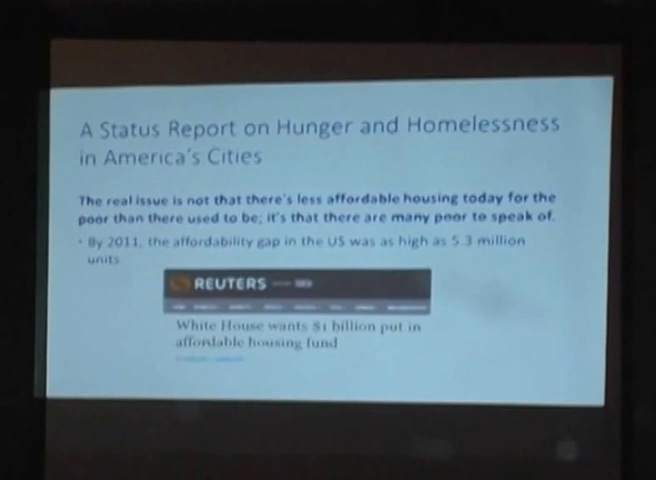 A Status Report on Hunger and Homelessness
in America's Cities
The real issue is not that there's less affordable housing today for the
poor than there used to be; it's that there are many poor to speak of.
• By 2011, the affordability gap in the US was as high as 5.3 million
units
REUTERS
White House wants $1 billion put in
affordable housing fund